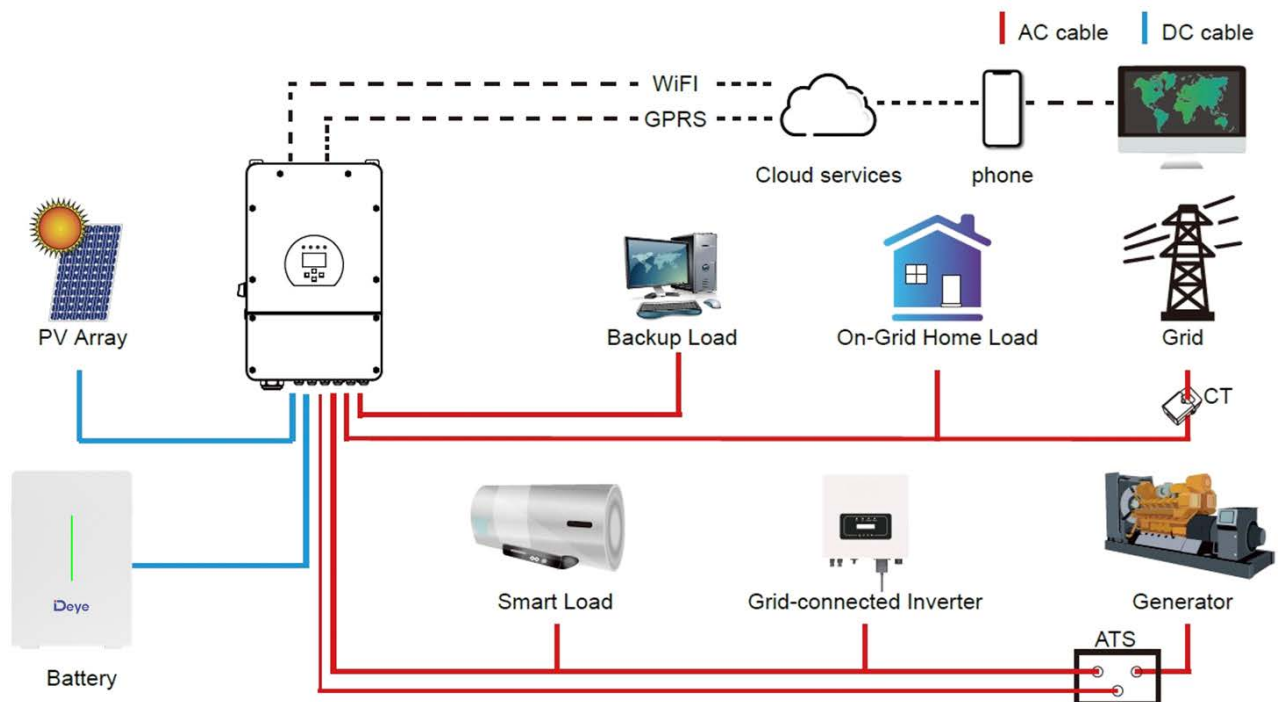 AC cable
DC cable
WiFI
GPRS
Cloud services
phone
PV Array
Backup Load
On-Grid Home Load
Grid
CT
Deye
Smart Load
Grid-connected Inverter
Generator
ATS
Battery